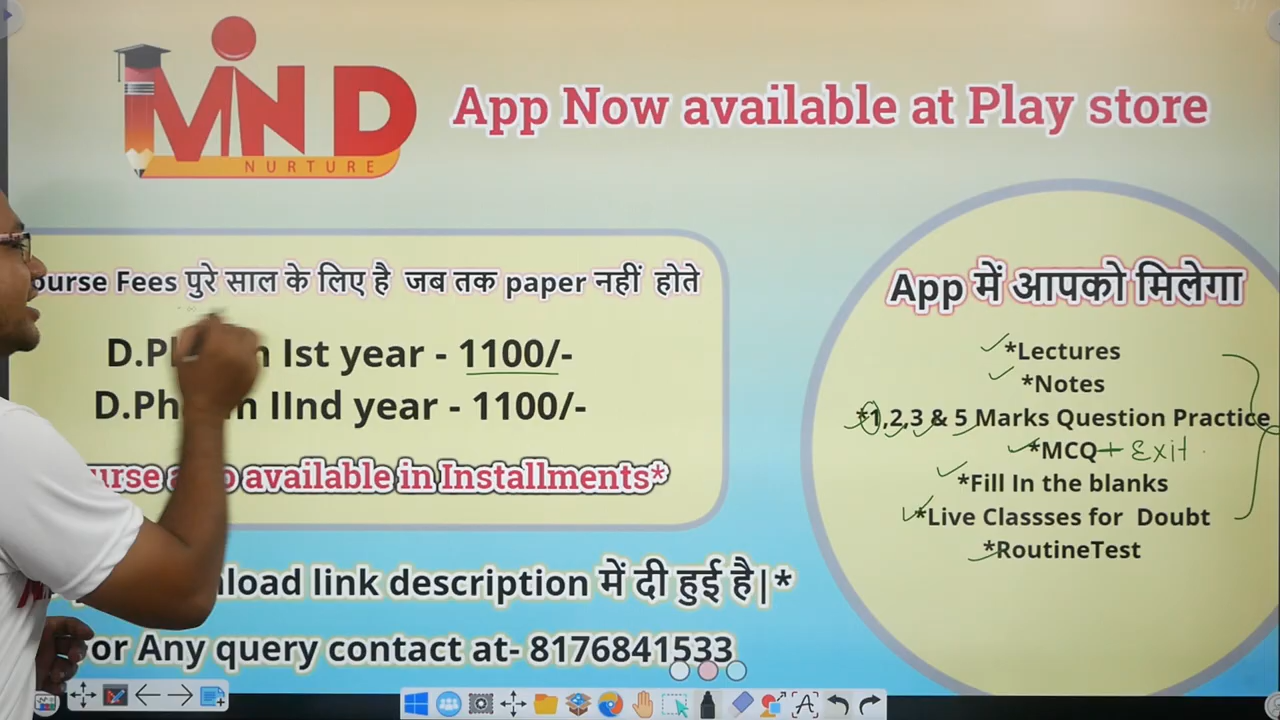 MIND
NURTURE
App Now available at Play store
ourse Fees पुरे साल के लिए है जब तक paper नहीं होते
D.Ph m Ist year - 1100/-
D.Ph m IInd year - 1100/-
urse a o available in Installments*
load link description में दी हुई है|*
or Any query contact at- 8176841533
App में आपको मिलेगा
*Lectures
*Notes
*1,2,3 & 5 Marks Question Practice
*MCQ + Exit
*Fill In the blanks
*Live Classses for Doubt
*RoutineTest